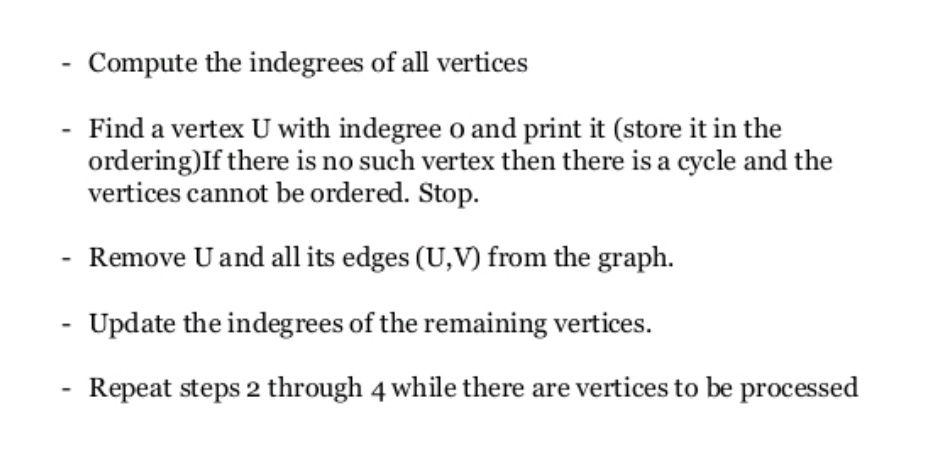 - Compute the indegrees of all vertices
- Find a vertex U with indegree 0 and print it (store it in the
ordering)If there is no such vertex then there is a cycle and the
vertices cannot be ordered. Stop.
- Remove U and all its edges (U,V) from the graph.
- Update the indegrees of the remaining vertices.
- Repeat steps 2 through 4 while there are vertices to be processed